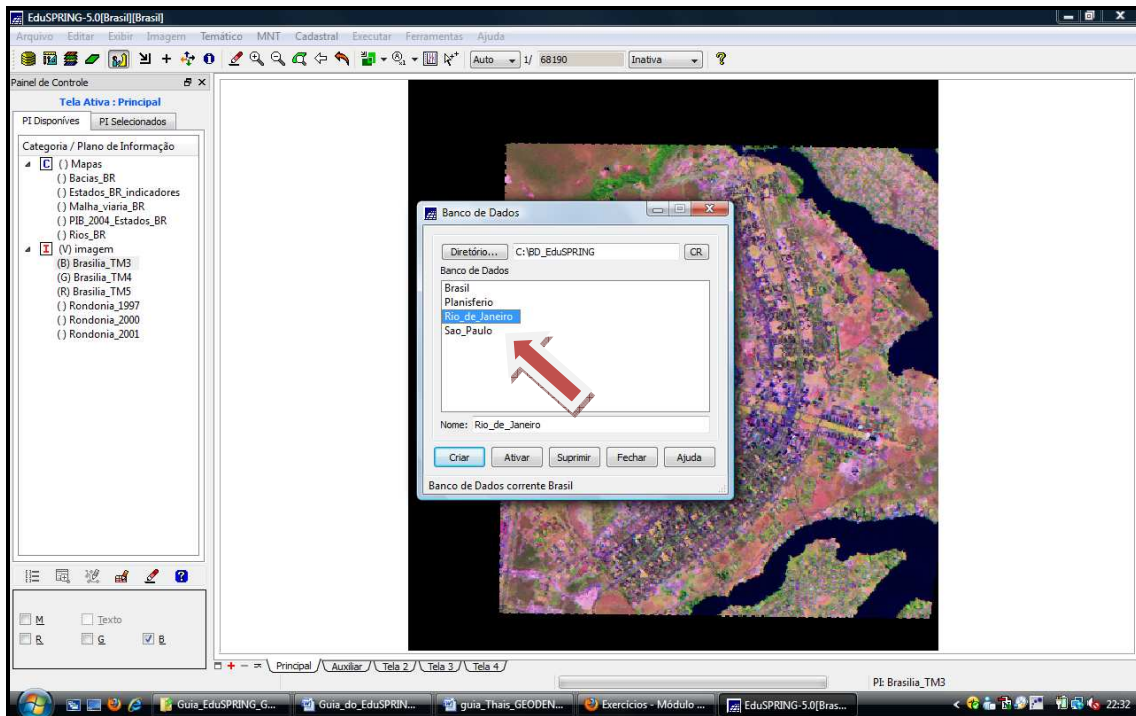 EduSPRING-5.0[Brasil][Brasil]
Arquivo Editar Exibir Imagem Temático MNT Cadastral Executar Ferramentas Ajuda
Auto 1/ 68190 Inativa
Painel de Controle
Tela Ativa : Principal
PI Disponíves PI Selecionados
Categoria / Plano de Informação
C () Mapas
() Bacias_BR
() Estados_BR_indicadores
() Malha_viaria_BR
() PIB_2004_Estados_BR
() Rios_BR
I (V) imagem
(B) Brasilia_TM3
(G) Brasilia_TM4
(R) Brasilia_TM5
() Rondonia_1997
() Rondonia_2000
() Rondonia_2001
M Texto
R G B
Banco de Dados
Diretório... C:\BD_EduSPRING CR
Banco de Dados
Brasil
Planisferio
Rio_de_Janeiro
Sao_Paulo
Nome: Rio_de_Janeiro
Criar Ativar Suprimir Fechar Ajuda
Banco de Dados corrente Brasil
Principal Auxiliar Tela 2 Tela 3 Tela 4
PI: Brasilia_TM3
Guia_EduSPRING_G... Guia_do_EduSPRIN... guia_Thais_GEODEN... Exercícios - Módulo ... EduSPRING-5.0[Bras... 22:32